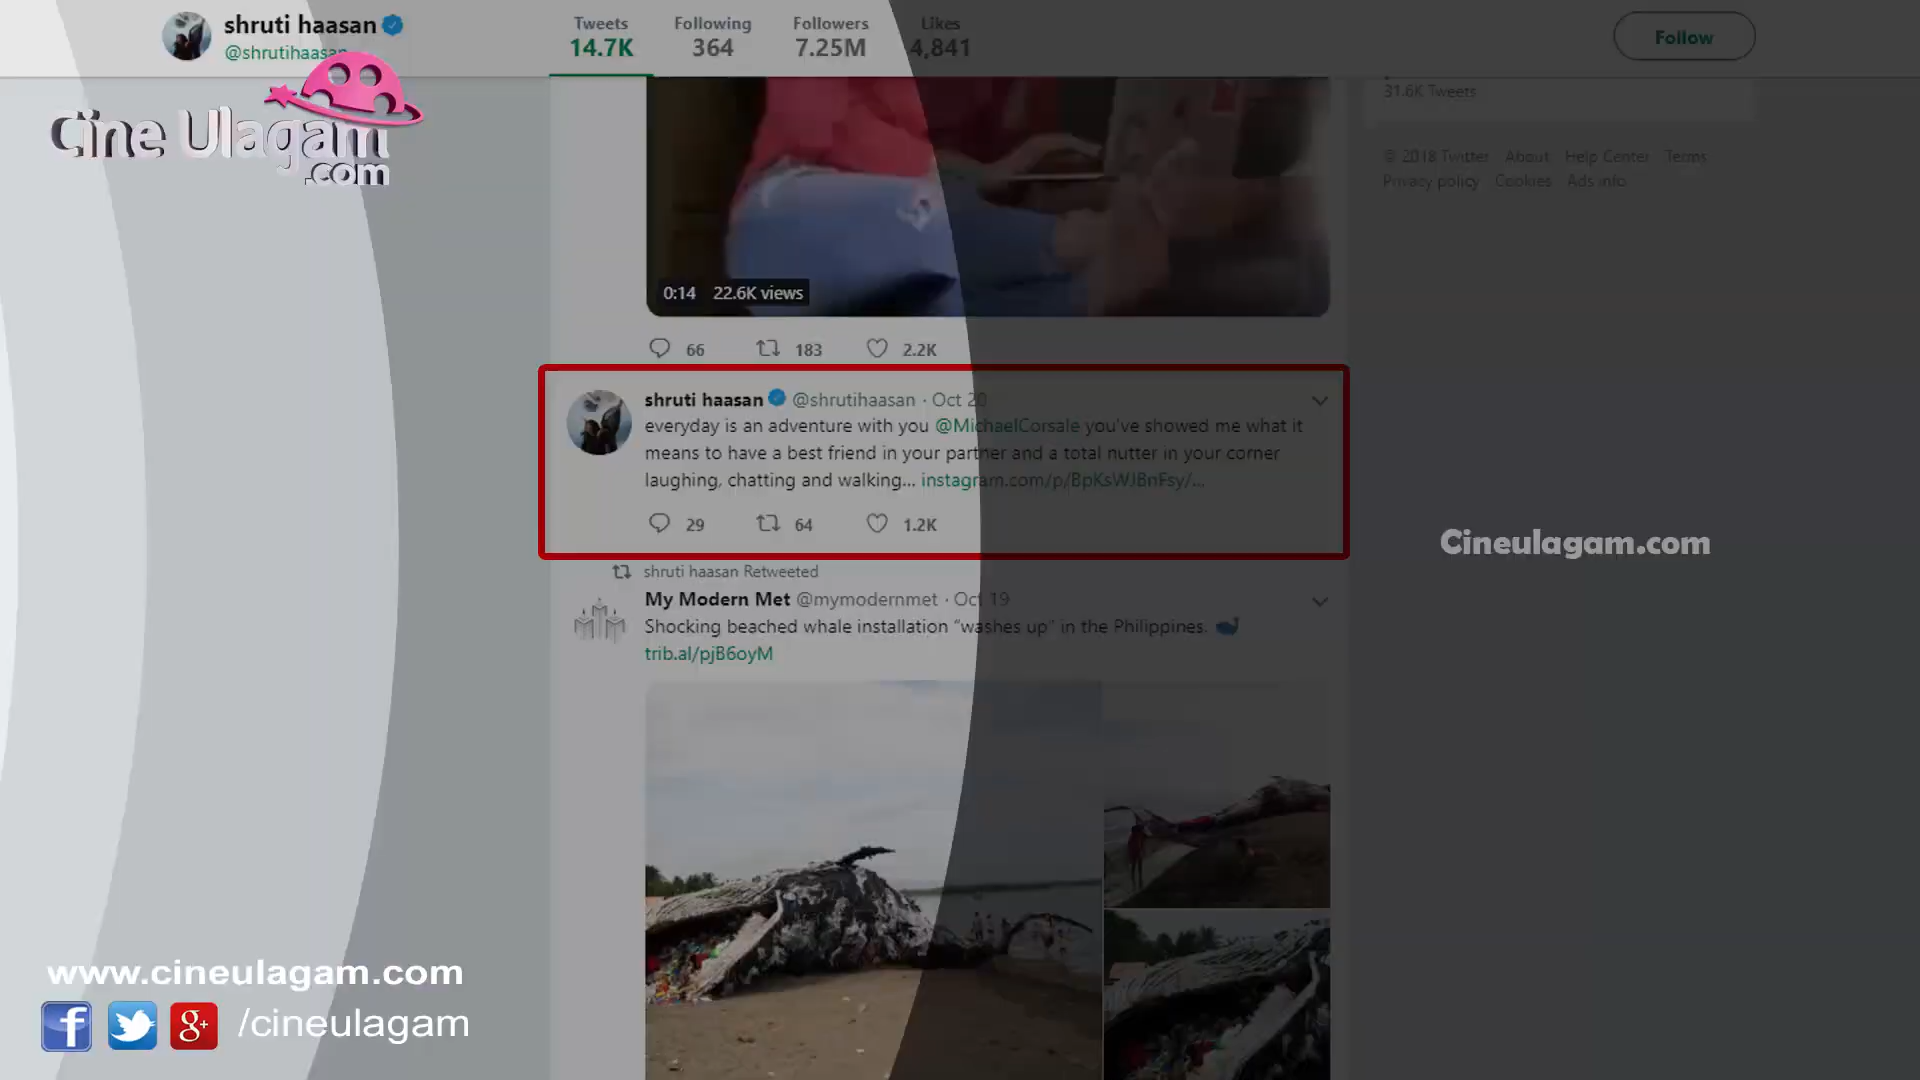 shruti haasan
@shrutihaasan
Tweets
14.7K
Following
364
Followers
7.25M
Likes
4,841
Follow
Cine Ulagam
.com
31.6K Tweets
© 2018 Twitter About Help Center Terms
Privacy policy Cookies Ads info
0:14 22.6K views
66 183 2.2K
shruti haasan @shrutihaasan · Oct 20
everyday is an adventure with you @MichaelCorsale you've showed me what it
means to have a best friend in your partner and a total nutter in your corner
laughing, chatting and walking... instagram.com/p/BpKsWJBnFsy/...
29 64 1.2K
Cineulagam.com
shruti haasan Retweeted
My Modern Met @mymodernmet · Oct 19
Shocking beached whale installation “washes up” in the Philippines.
trib.al/pjB6oyM
www.cineulagam.com
/cineulagam